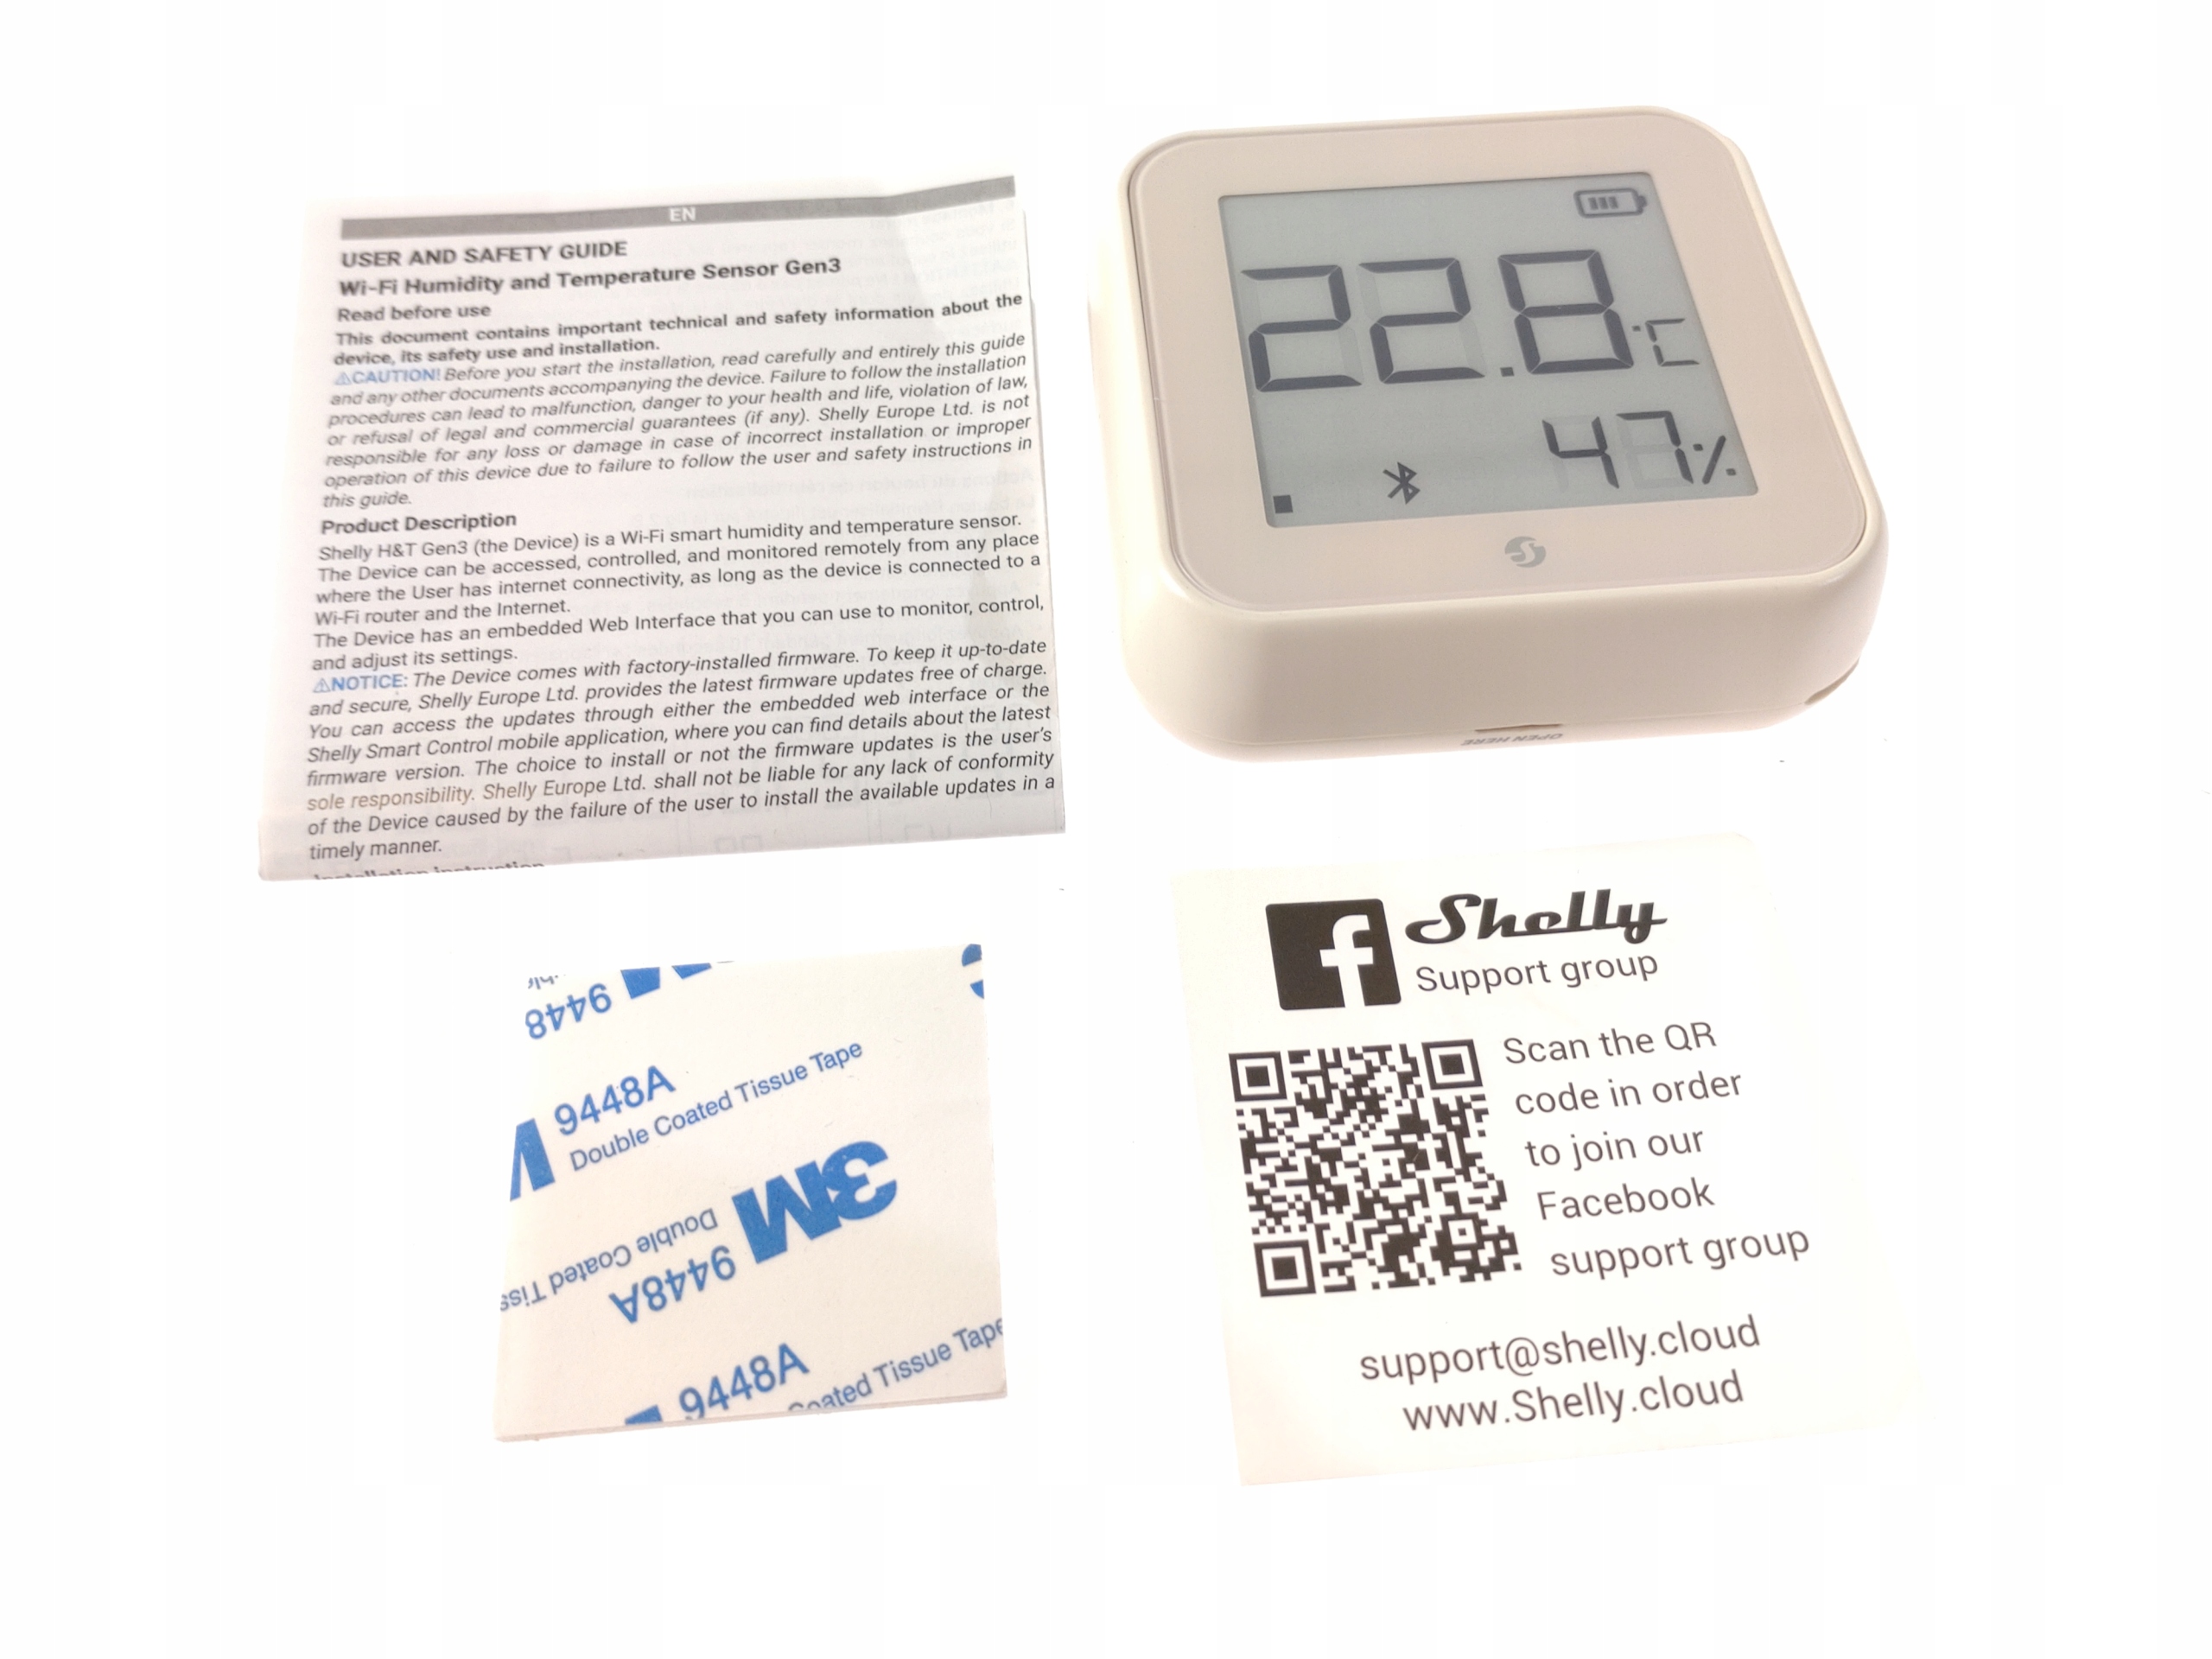 EN
USER AND SAFETY GUIDE
Wi-Fi Humidity and Temperature Sensor Gen3
Read before use
This document contains important technical and safety information about the
device, its safety use and installation.
⚠CAUTION! Before you start the installation, read carefully and entirely this guide
and any other documents accompanying the device. Failure to follow the installation
procedures can lead to malfunction, danger to your health and life, violation of law,
or refusal of legal and commercial guarantees (if any). Shelly Europe Ltd. is not
responsible for any loss or damage in case of incorrect installation or improper
operation of this device due to failure to follow the user and safety instructions in
this guide.
Product Description
Shelly H&T Gen3 (the Device) is a Wi-Fi smart humidity and temperature sensor.
The Device can be accessed, controlled, and monitored remotely from any place
where the User has internet connectivity, as long as the device is connected to a
Wi-Fi router and the Internet.
The Device has an embedded Web Interface that you can use to monitor, control,
and adjust its settings.
⚠NOTICE: The Device comes with factory-installed firmware. To keep it up-to-date
and secure, Shelly Europe Ltd. provides the latest firmware updates free of charge.
You can access the updates through either the embedded web interface or the
Shelly Smart Control mobile application, where you can find details about the latest
firmware version. The choice to install or not the firmware updates is the user's
sole responsibility. Shelly Europe Ltd. shall not be liable for any lack of conformity
of the Device caused by the failure of the user to install the available updates in a
timely manner.
Installation instruction
22.8°C
47%
OPEN HERE
9448
9448A
Double Coated Tissue Tape
3M
Double Coated Tiss
9448A
9448A
Coated Tissue Tape
f Shelly
Support group
Scan the QR
code in order
to join our
Facebook
support group
support@shelly.cloud
www.Shelly.cloud